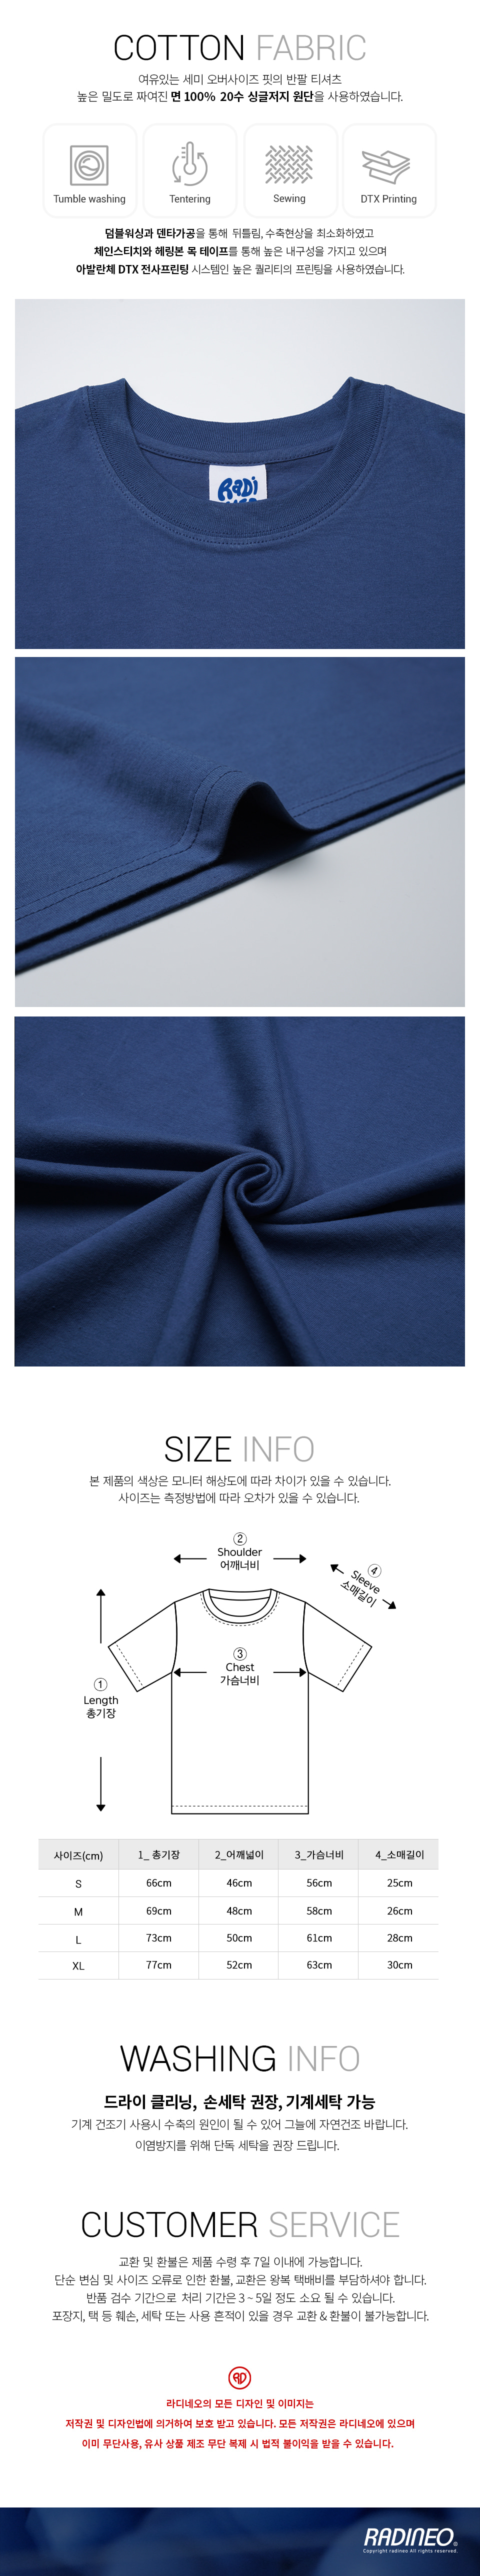 COTTON FABRIC
여유있는 세미 오버사이즈 핏의 반팔 티셔츠
높은 밀도로 짜여진 면 100% 20수 싱글저지 원단을 사용하였습니다.
Tumble washing
Tentering
Sewing
DTX Printing
덤블워싱과 덴타가공을 통해 뒤틀림, 수축현상을 최소화하였고
체인스티치와 헤링본 목 테이프를 통해 높은 내구성을 가지고 있으며
아발란체 DTX 전사프린팅 시스템인 높은 퀄리티의 프린팅을 사용하였습니다.
RaDi
SIZE INFO
본 제품의 색상은 모니터 해상도에 따라 차이가 있을 수 있습니다.
사이즈는 측정방법에 따라 오차가 있을 수 있습니다.
②
Shoulder
어깨너비
④
Sleeve
소매길이
③
Chest
가슴너비
①
Length
총기장
사이즈(cm) 1_ 총기장 2_어깨넓이 3_가슴너비 4_소매길이
S 66cm 46cm 56cm 25cm
M 69cm 48cm 58cm 26cm
L 73cm 50cm 61cm 28cm
XL 77cm 52cm 63cm 30cm
WASHING INFO
드라이 클리닝, 손세탁 권장, 기계세탁 가능
기계 건조기 사용시 수축의 원인이 될 수 있어 그늘에 자연건조 바랍니다.
이염방지를 위해 단독 세탁을 권장 드립니다.
CUSTOMER SERVICE
교환 및 환불은 제품 수령 후 7일 이내에 가능합니다.
단순 변심 및 사이즈 오류로 인한 환불, 교환은 왕복 택배비를 부담하셔야 합니다.
반품 검수 기간으로 처리 기간은 3 ~ 5일 정도 소요 될 수 있습니다.
포장지, 택 등 훼손, 세탁 또는 사용 흔적이 있을 경우 교환 & 환불이 불가능합니다.
라디네오의 모든 디자인 및 이미지는
저작권 및 디자인법에 의거하여 보호 받고 있습니다. 모든 저작권은 라디네오에 있으며
이미 무단사용, 유사 상품 제조 무단 복제 시 법적 불이익을 받을 수 있습니다.
RADINEO®
Copyright radineo All rights reserved.